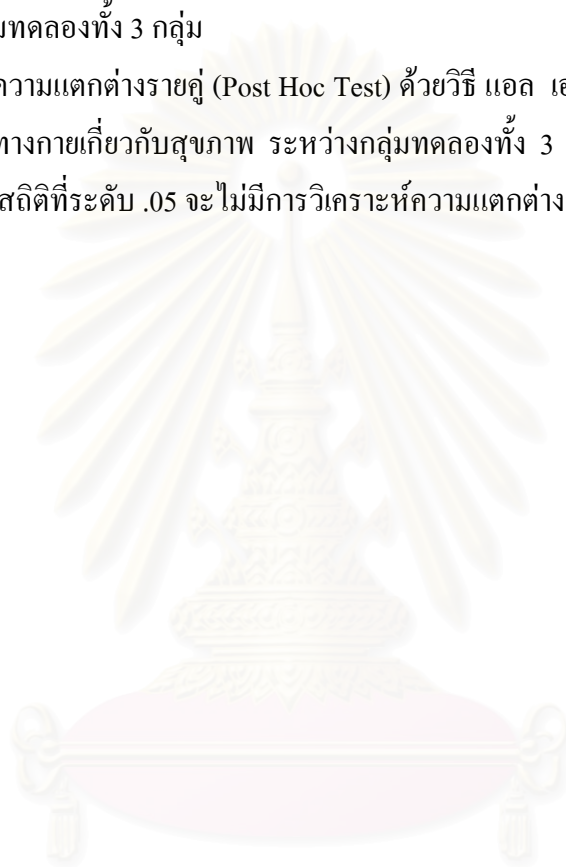 มทดลองทั้ง 3 กลุ่ม
ความแตกต่างรายคู่ (Post Hoc Test) ด้วยวิธี แอล เอ
ทางกายเกี่ยวกับสุขภาพ ระหว่างกลุ่มทดลองทั้ง 3
สถิติที่ระดับ .05 จะไม่มีการวิเคราะห์ความแตกต่าง